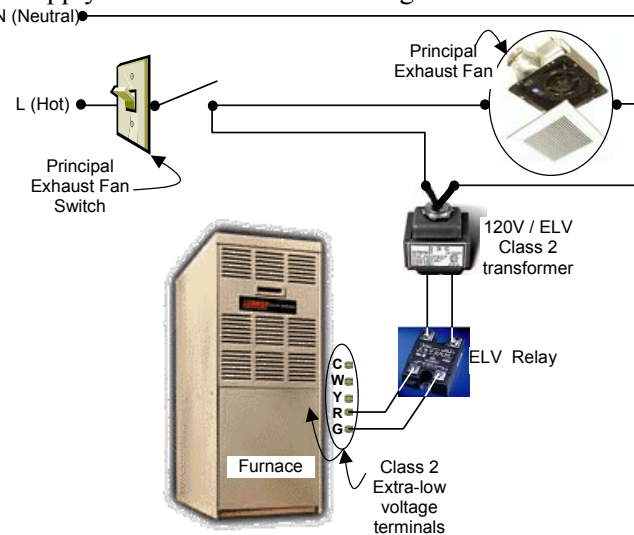 N (Neutral)
Principal
Exhaust Fan
L (Hot)
Principal
Exhaust Fan
Switch
120V / ELV
Class 2
transformer
ELV Relay
C
W
Y
R
G
Furnace
Class 2
Extra-low
voltage
terminals